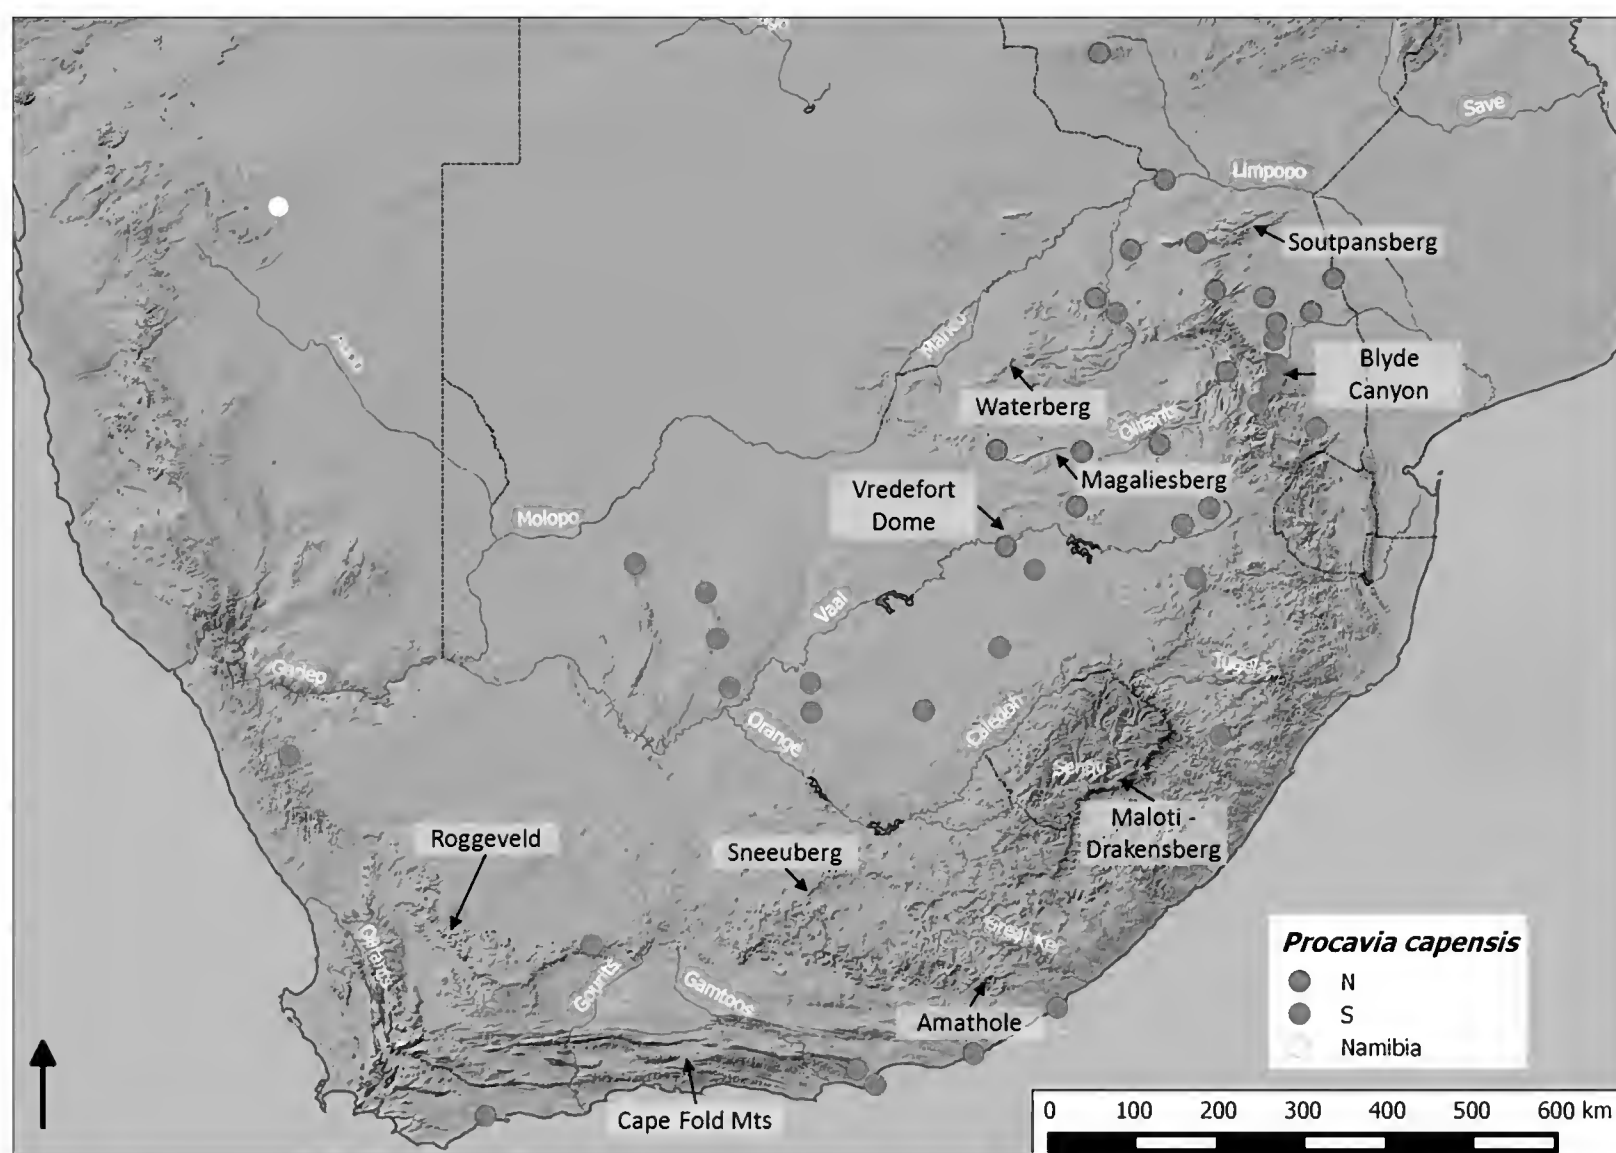 Save
Limpopo
Soutpansberg
Marico
Blyde
Canyon
Waterberg
Olifants
Magaliesberg
Vredefort
Dome
Molopo
Vaal
Tugela
Gariep
Orange
Caledon
Senqu
Maloti -
Drakensberg
Roggeveld
Sneeuberg
Great Kei
Olifants
Gourits
Gamtoos
Amathole
Cape Fold Mts
Procavia capensis
N
S
Namibia
0 100 200 300 400 500 600 km